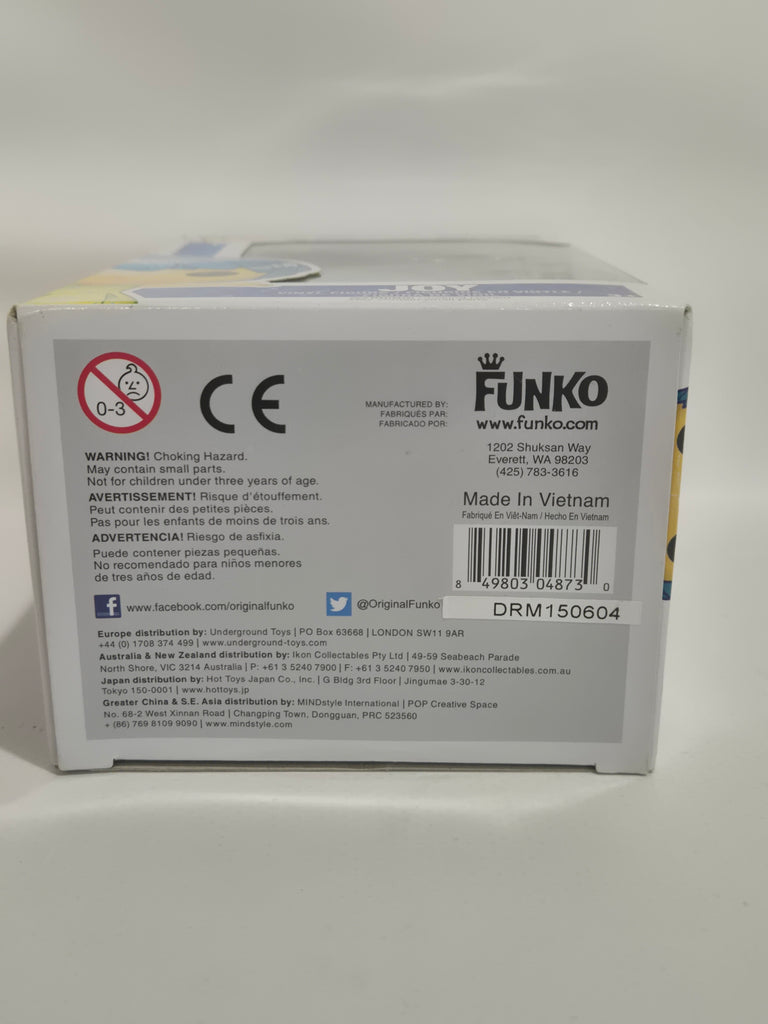 JOY
0-3
CE
MANUFACTURED BY:
FABRIQUÉS PAR:
FABRICADO POR:
FUNKO
www.funko.com
1202 Shuksan Way
Everett, WA 98203
(425) 783-3616
WARNING! Choking Hazard.
May contain small parts.
Not for children under three years of age.
AVERTISSEMENT! Risque d'étouffement.
Peut contenir des petites pièces.
Pas pour les enfants de moins de trois ans.
ADVERTENCIA! Riesgo de asfixia.
Puede contener piezas pequeñas.
No recomendado para niños menores
de tres años de edad.
Made In Vietnam
Fabriqué En Viêt-Nam / Hecho En Vietnam
8 49803 04873 0
www.facebook.com/originalfunko
@OriginalFunko
DRM150604
Europe distribution by: Underground Toys | PO Box 63668 | LONDON SW11 9AR
+44 (0) 1708 374 499 | www.underground-toys.com
Australia & New Zealand distribution by: Ikon Collectables Pty Ltd | 49-59 Seabeach Parade
North Shore, VIC 3214 Australia | P: +61 3 5240 7900 | F: +61 3 5240 7950 | www.ikoncollectables.com.au
Japan distribution by: Hot Toys Japan Co., Inc. | G Bldg 3rd Floor | Jingumae 3-30-12
Tokyo 150-0001 | www.hottoys.jp
Greater China & S.E. Asia distribution by: MINDstyle International | POP Creative Space
No. 68-2 West Xinnan Road | Changping Town, Dongguan, PRC 523560
+ (86) 769 8109 9090 | www.mindstyle.com